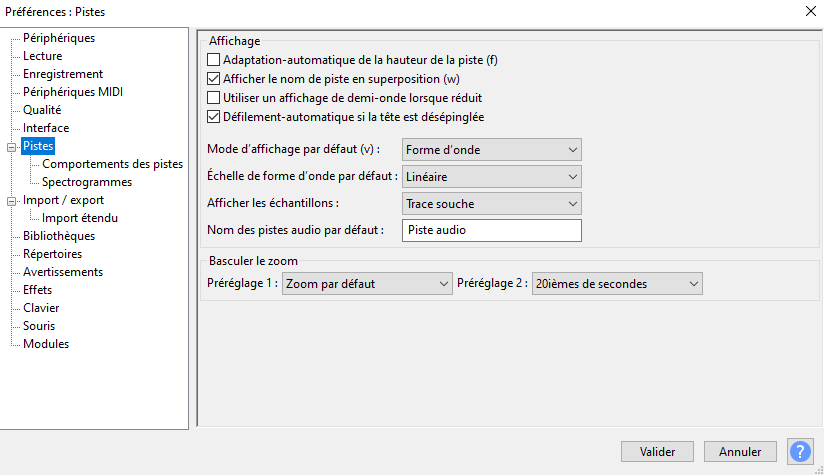 Préférences : Pistes
Périphériques
Lecture
Enregistrement
Périphériques MIDI
Qualité
Interface
Pistes
Comportements des pistes
Spectrogrammes
Import / export
Import étendu
Bibliothèques
Répertoires
Avertissements
Effets
Clavier
Souris
Modules
Affichage
Adaptation-automatique de la hauteur de la piste (f)
Afficher le nom de piste en superposition (w)
Utiliser un affichage de demi-onde lorsque réduit
Défilement-automatique si la tête est désépinglée
Mode d'affichage par défaut (v) : Forme d'onde
Échelle de forme d'onde par défaut : Linéaire
Afficher les échantillons : Trace souche
Nom des pistes audio par défaut : Piste audio
Basculer le zoom
Préréglage 1 : Zoom par défaut Préréglage 2 : 20ièmes de secondes
Valider Annuler ?